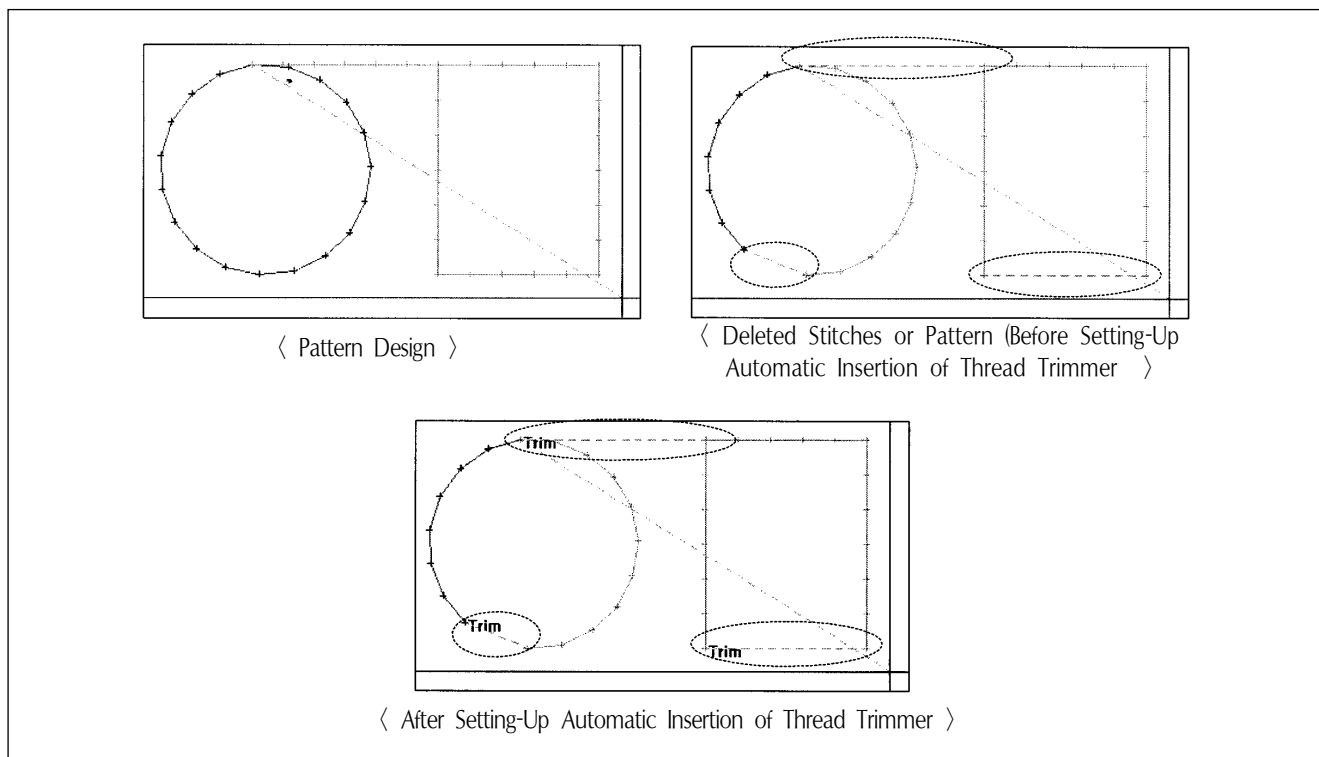 〈 Pattern Design 〉
〈 Deleted Stitches or Pattern (Before Setting-Up
Automatic Insertion of Thread Trimmer 〉
Trim
Trim
Trim
〈 After Setting-Up Automatic Insertion of Thread Trimmer 〉